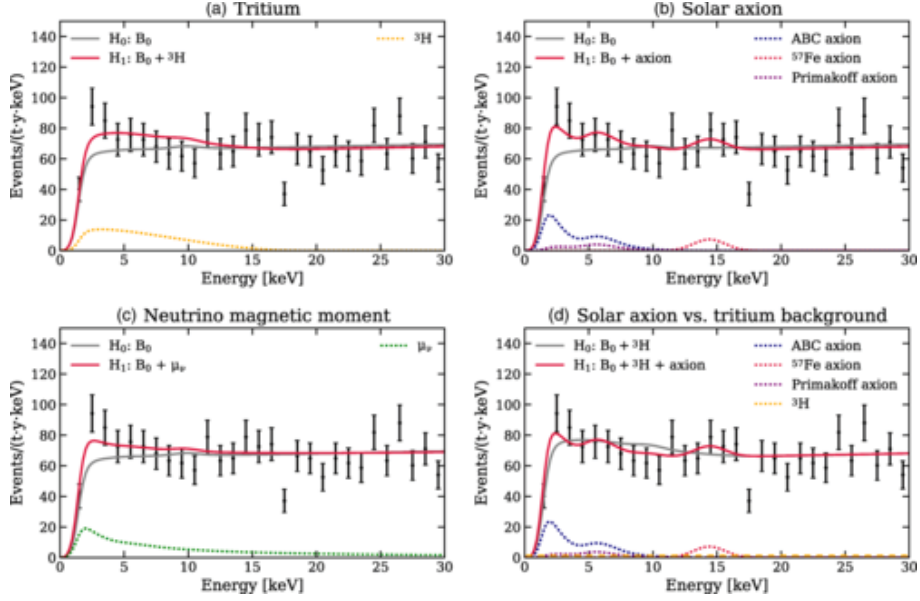 (a) Tritium
H₀: B₀
H₁: B₀ + ³H
³H
Events/(t·y·keV)
140
120
100
80
60
40
20
0
0 5 10 15 20 25 30
Energy [keV]
(b) Solar axion
H₀: B₀
H₁: B₀ + axion
ABC axion
⁵⁷Fe axion
Primakoff axion
Events/(t·y·keV)
140
120
100
80
60
40
20
0
0 5 10 15 20 25 30
Energy [keV]
(c) Neutrino magnetic moment
H₀: B₀
H₁: B₀ + μᵥ
μᵥ
Events/(t·y·keV)
140
120
100
80
60
40
20
0
0 5 10 15 20 25 30
Energy [keV]
(d) Solar axion vs. tritium background
H₀: B₀ + ³H
H₁: B₀ + ³H + axion
ABC axion
⁵⁷Fe axion
Primakoff axion
³H
Events/(t·y·keV)
140
120
100
80
60
40
20
0
0 5 10 15 20 25 30
Energy [keV]